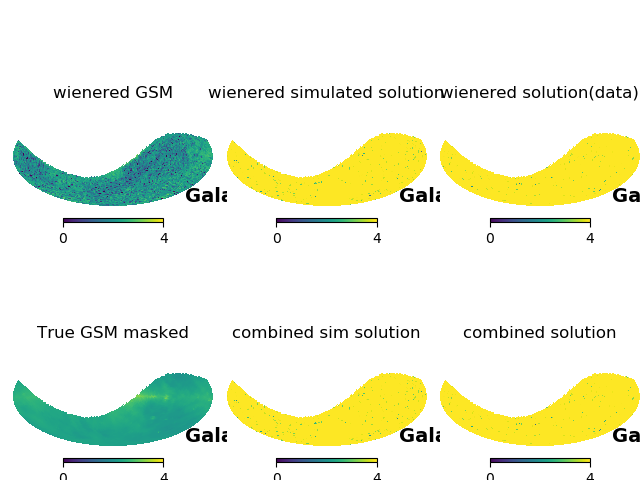 wienered GSM
wienered simulated solution
wienered solution(data)
Gala
Gala
Ga
0 4
0 4
0 4
True GSM masked
combined sim solution
combined solution
Gala
Gala
Ga
0 4
0 4
0 4